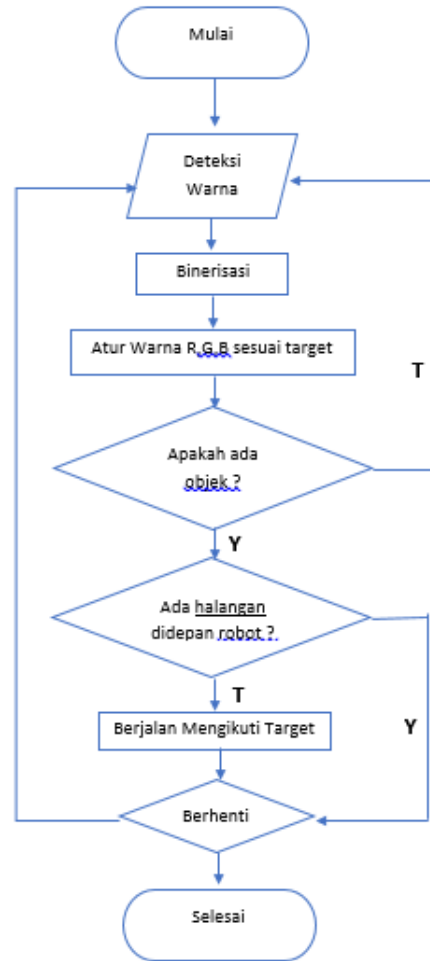 Mulai
Deteksi
Warna
Binerisasi
Atur Warna R,G,B sesuai target
T
Apakah ada
objek ?
Y
Ada halangan
didepan robot ?
T
Berjalan Mengikuti Target
Y
Berhenti
Selesai